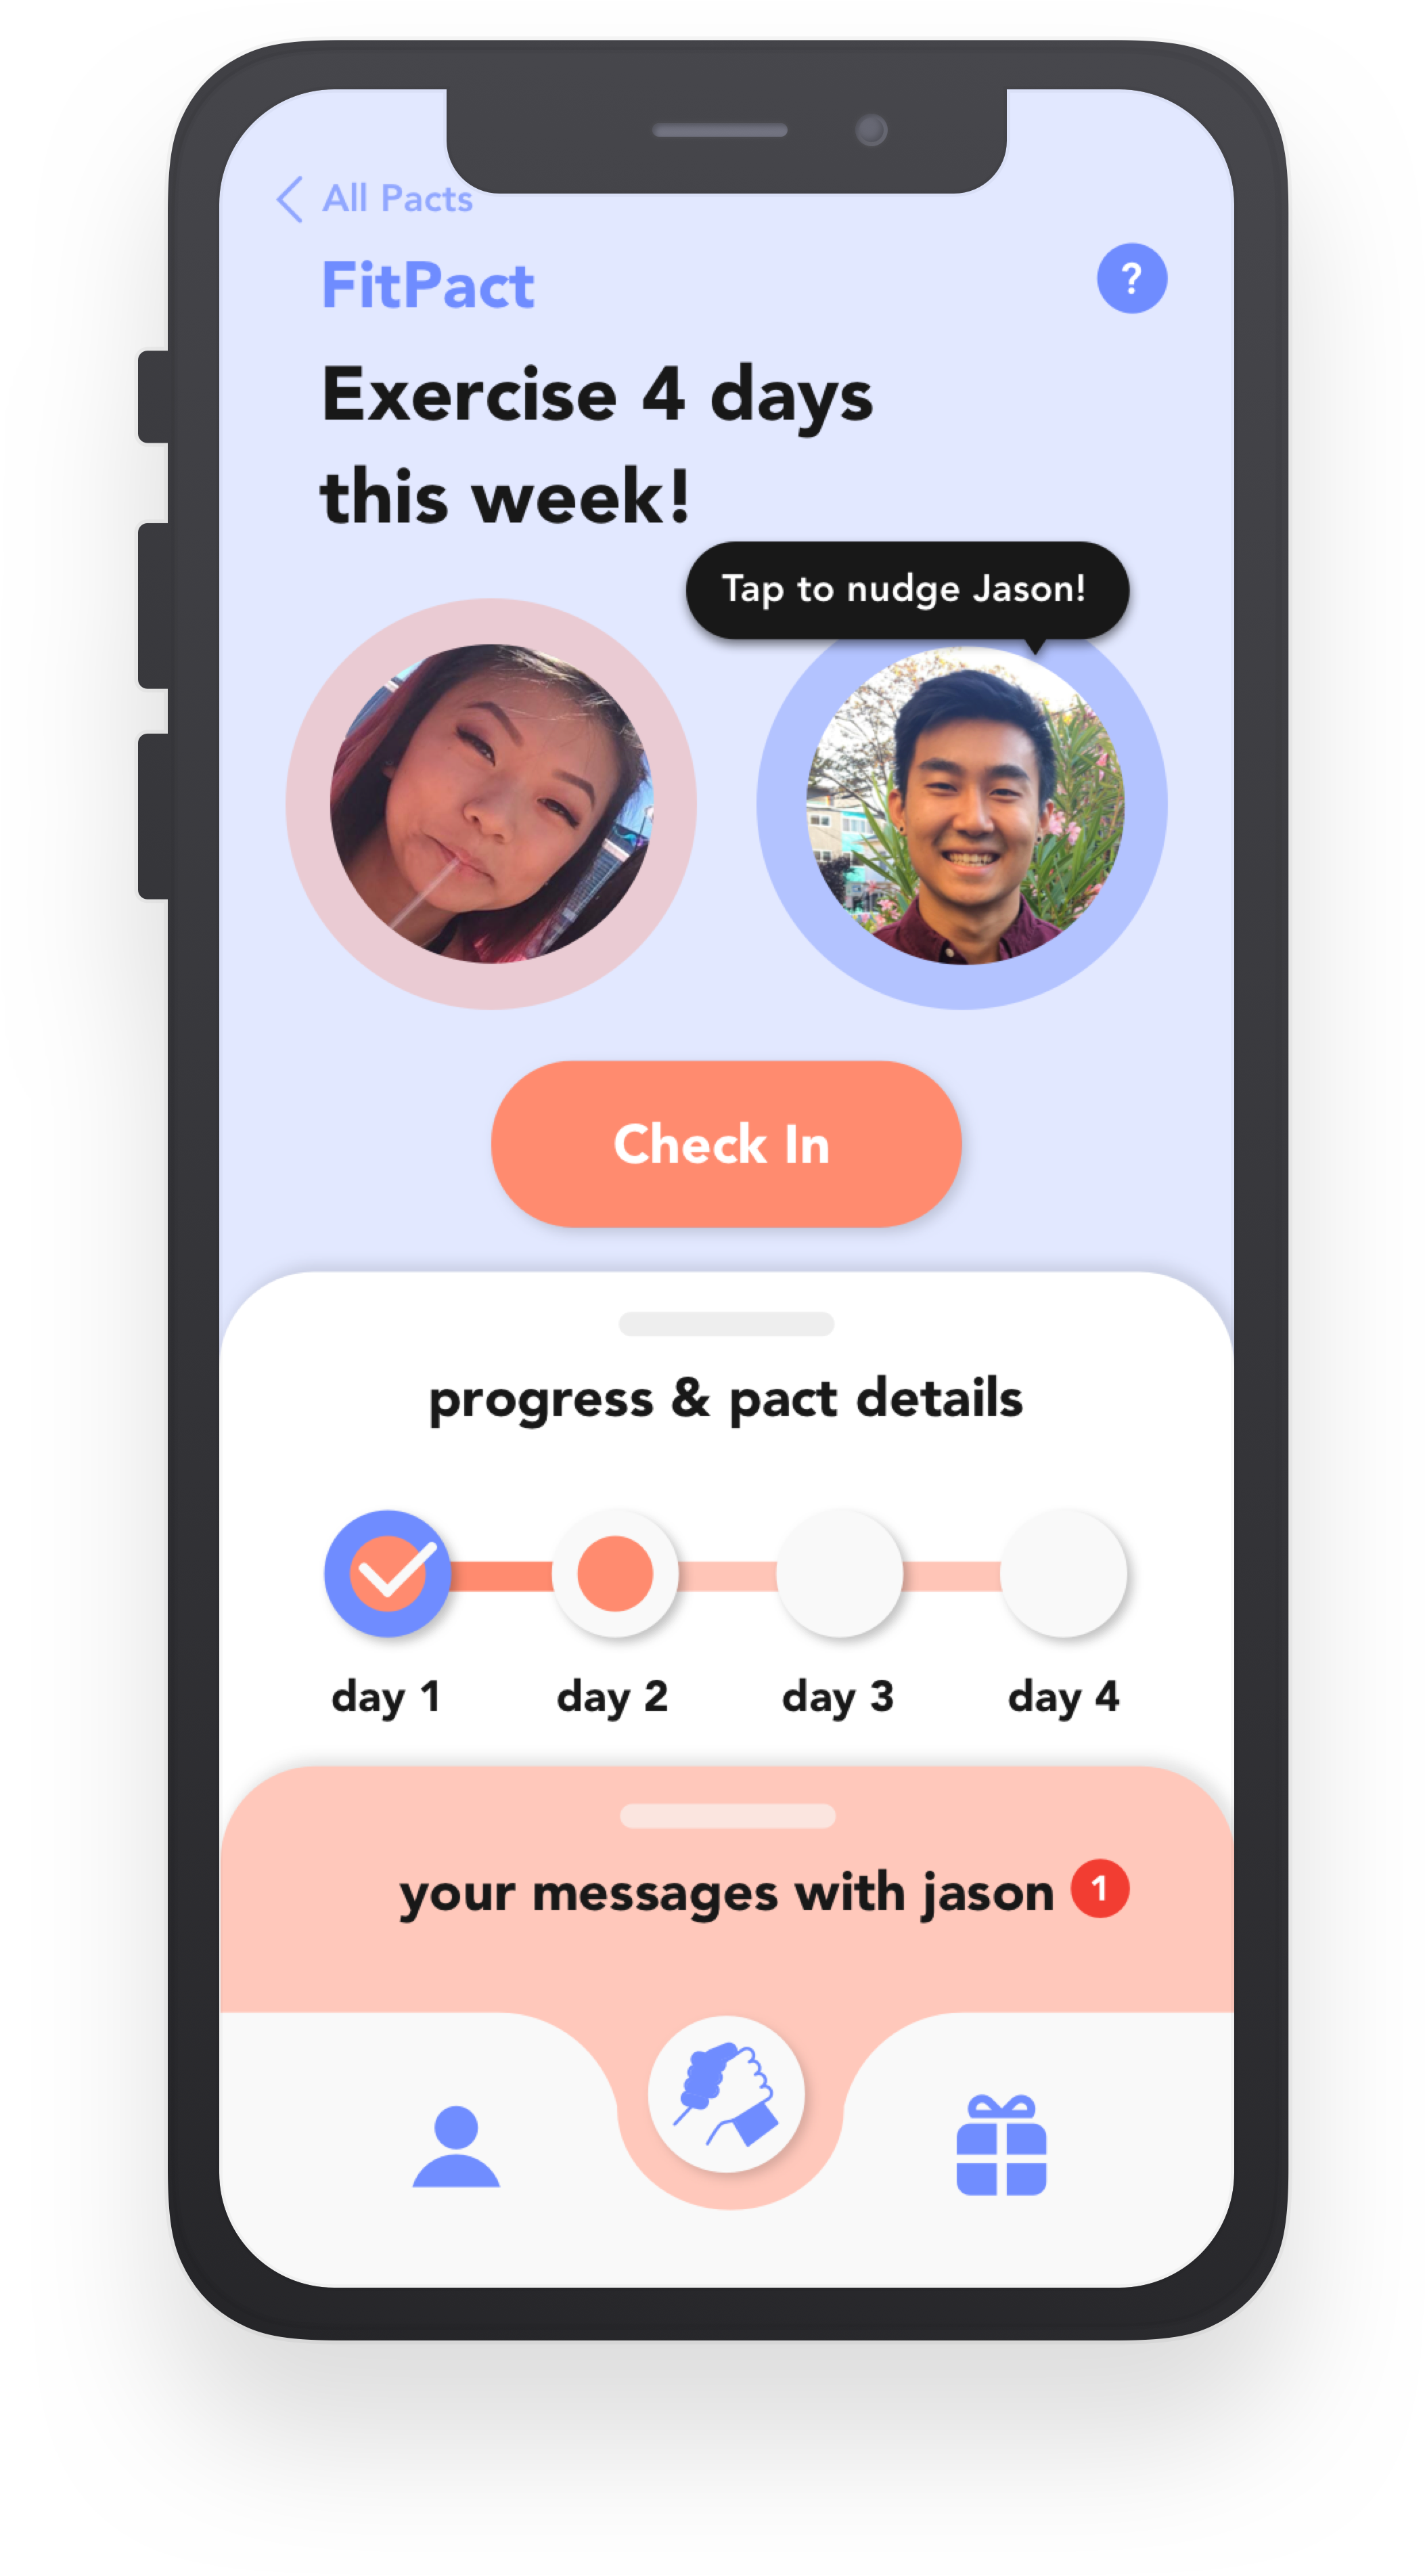 All Pacts
FitPact
?
Exercise 4 days
this week!
Tap to nudge Jason!
Check In
progress & pact details
day 1
day 2
day 3
day 4
your messages with jason
1